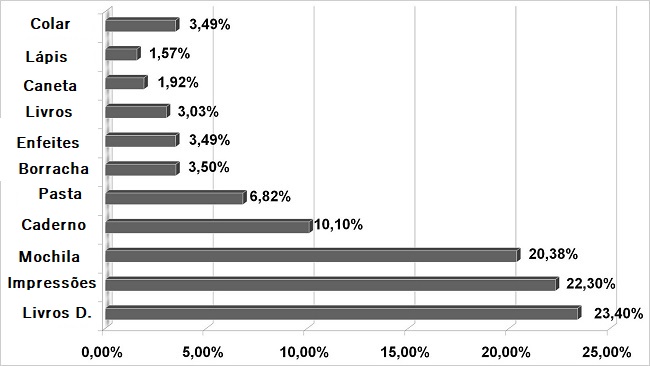 Colar 3,49%
Lápis 1,57%
Caneta 1,92%
Livros 3,03%
Enfeites 3,49%
Borracha 3,50%
Pasta 6,82%
Caderno 10,10%
Mochila 20,38%
Impressões 22,30%
Livros D. 23,40%
0,00% 5,00% 10,00% 15,00% 20,00% 25,00%